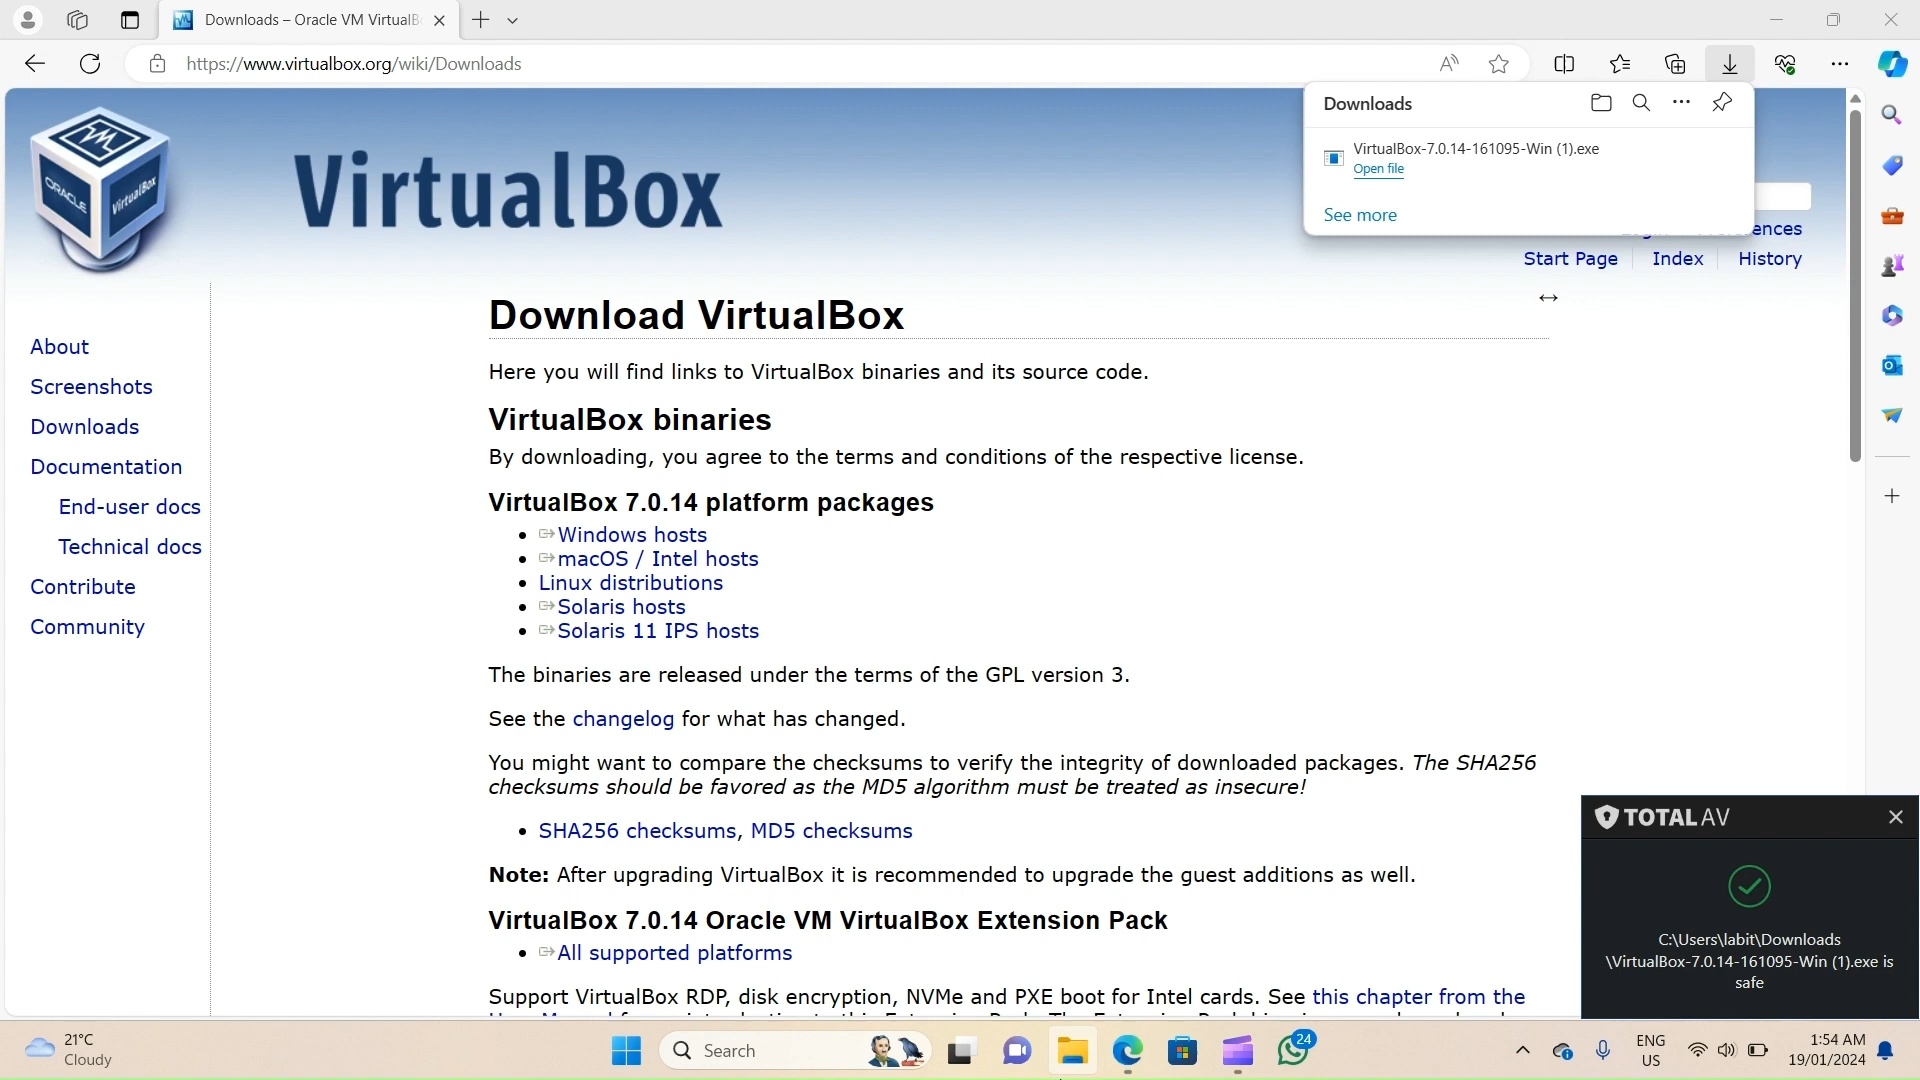 Downloads – Oracle VM VirtualB
https://www.virtualbox.org/wiki/Downloads
Downloads
VirtualBox-7.0.14-161095-Win (1).exe
Open file
See more
ORACLE
VirtualBox
VirtualBox
ences
Start Page
Index
History
About
Screenshots
Downloads
Documentation
End-user docs
Technical docs
Contribute
Community
Download VirtualBox
Here you will find links to VirtualBox binaries and its source code.
VirtualBox binaries
By downloading, you agree to the terms and conditions of the respective license.
VirtualBox 7.0.14 platform packages
Windows hosts
macOS / Intel hosts
Linux distributions
Solaris hosts
Solaris 11 IPS hosts
The binaries are released under the terms of the GPL version 3.
See the changelog for what has changed.
You might want to compare the checksums to verify the integrity of downloaded packages. The SHA256
checksums should be favored as the MD5 algorithm must be treated as insecure!
SHA256 checksums, MD5 checksums
Note: After upgrading VirtualBox it is recommended to upgrade the guest additions as well.
VirtualBox 7.0.14 Oracle VM VirtualBox Extension Pack
All supported platforms
Support VirtualBox RDP, disk encryption, NVMe and PXE boot for Intel cards. See this chapter from the
TOTAL AV
C:\Users\labit\Downloads
\VirtualBox-7.0.14-161095-Win (1).exe is
safe
21°C
Cloudy
Search
24
ENG
US
1:54 AM
19/01/2024